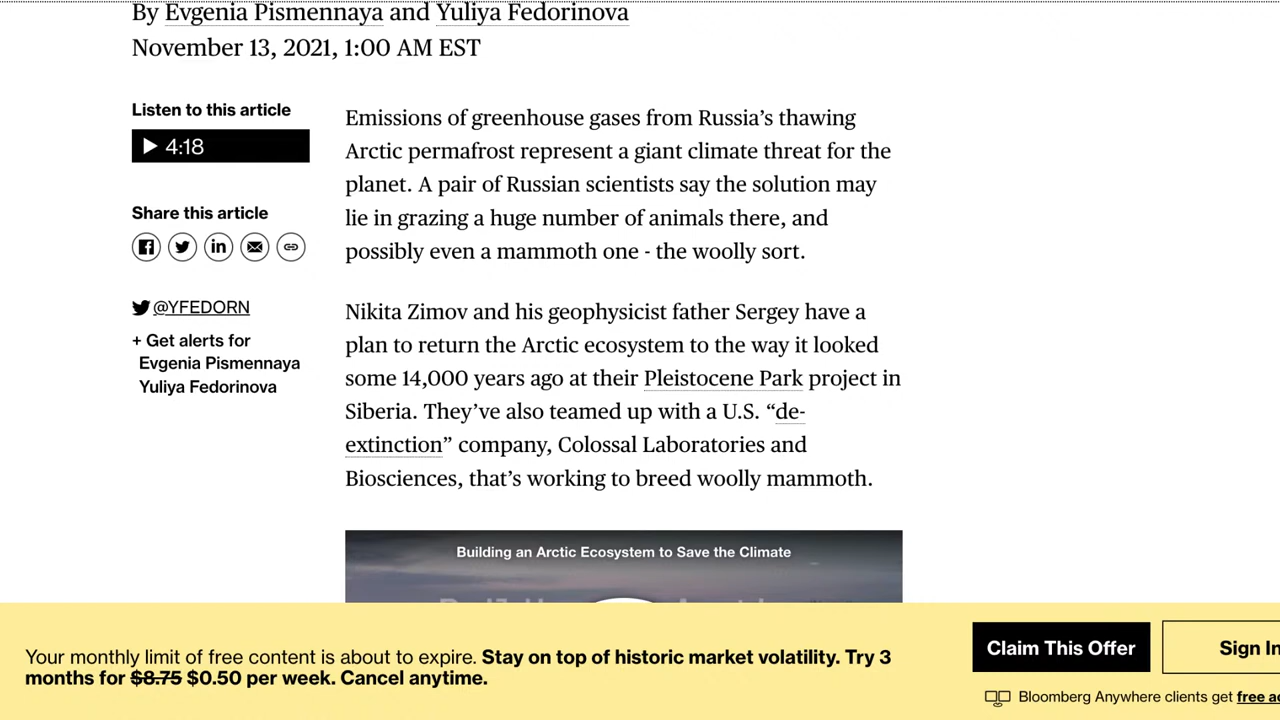 By Evgenia Pismennaya and Yuliya Fedorinova
November 13, 2021, 1:00 AM EST
Listen to this article
4:18
Share this article
@YFEDORN
+ Get alerts for
Evgenia Pismennaya
Yuliya Fedorinova
Emissions of greenhouse gases from Russia’s thawing
Arctic permafrost represent a giant climate threat for the
planet. A pair of Russian scientists say the solution may
lie in grazing a huge number of animals there, and
possibly even a mammoth one - the woolly sort.
Nikita Zimov and his geophysicist father Sergey have a
plan to return the Arctic ecosystem to the way it looked
some 14,000 years ago at their Pleistocene Park project in
Siberia. They’ve also teamed up with a U.S. “de-
extinction” company, Colossal Laboratories and
Biosciences, that’s working to breed woolly mammoth.
Building an Arctic Ecosystem to Save the Climate
Your monthly limit of free content is about to expire. Stay on top of historic market volatility. Try 3
months for $8.75 $0.50 per week. Cancel anytime.
Claim This Offer
Sign In
Bloomberg Anywhere clients get free